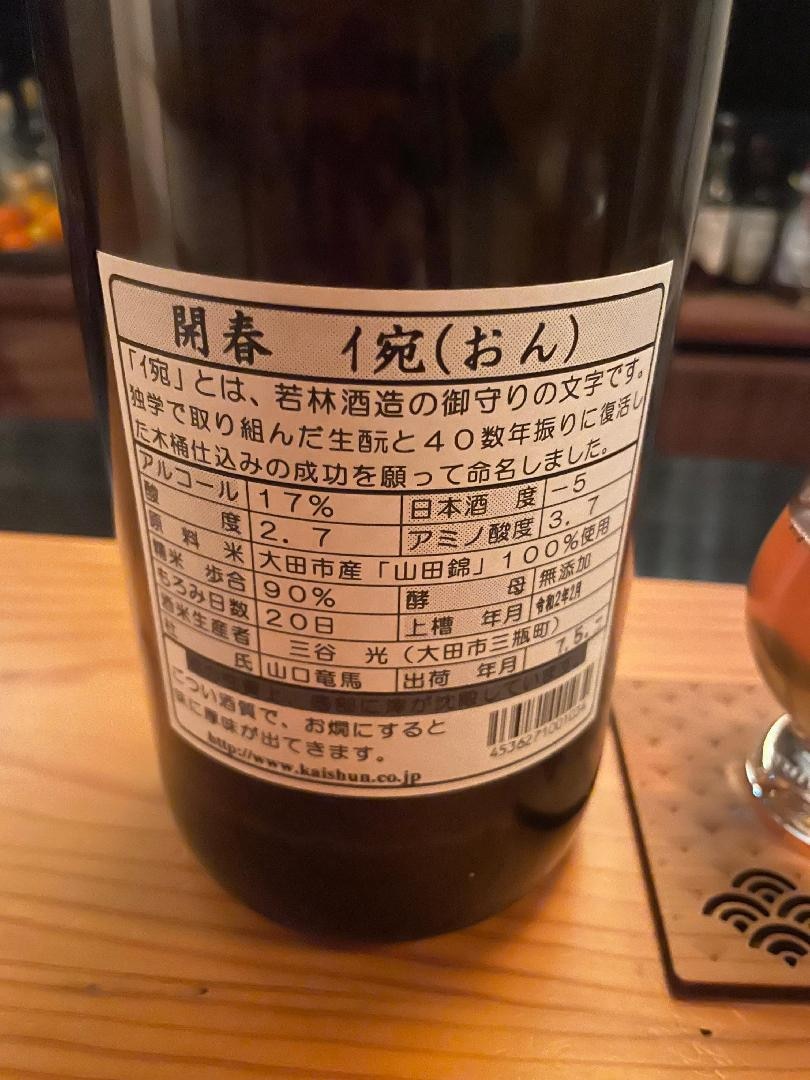 開春 イ宛(おん)
「イ宛」とは、若林酒造の御守りの文字です。
独学で取り組んだ生酛と40数年振りに復活し
た木桶仕込みの成功を願って命名しました。
アルコール 17% 日本酒 度 -5
酸 度 2.7 アミノ酸度 3.7
原 料 米 大田市産「山田錦」100%使用
精米 歩合 90% 酵 母 無添加
もろみ日数 20日 上槽 年月 令和2年2月
酒米生産者 三谷 光(大田市三瓶町)
杜 氏 山口竜馬 出荷 年月 7.5.
につい酒質で、お燗にすると
味に厚味が出てきます。
4536271001034
http://www.kaishun.co.jp